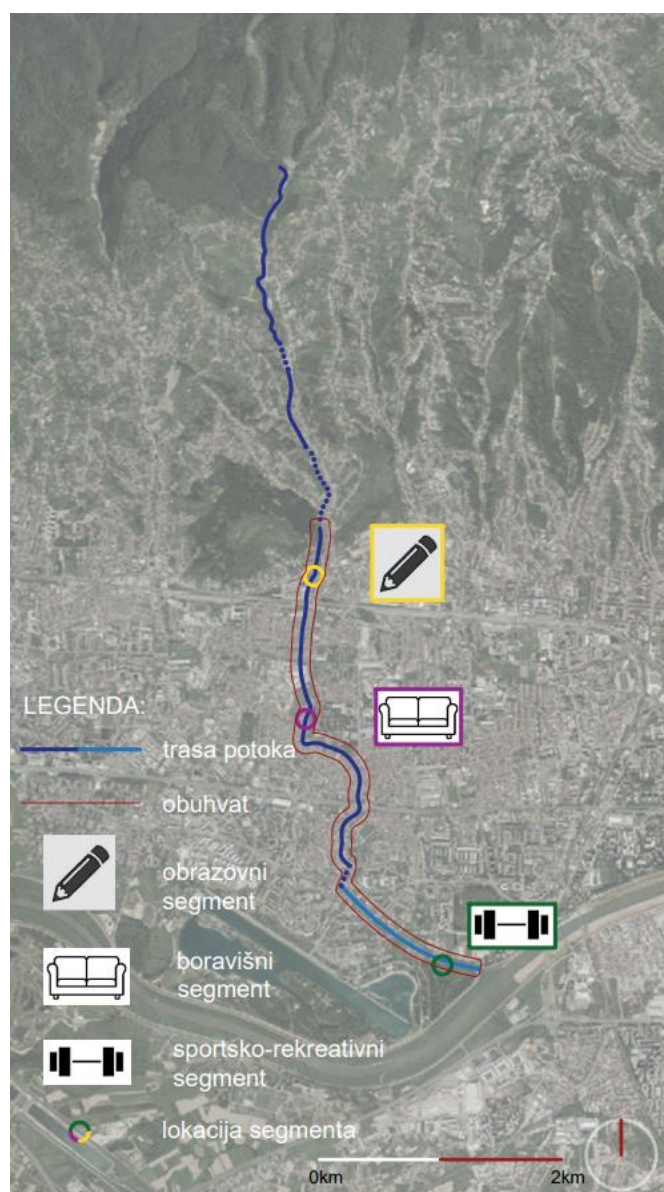 LEGENDA:
trasa potoka
obuhvat
obrazovni
segment
boravišni
segment
sportsko-rekreativni
segment
lokacija segmenta
0km
2km